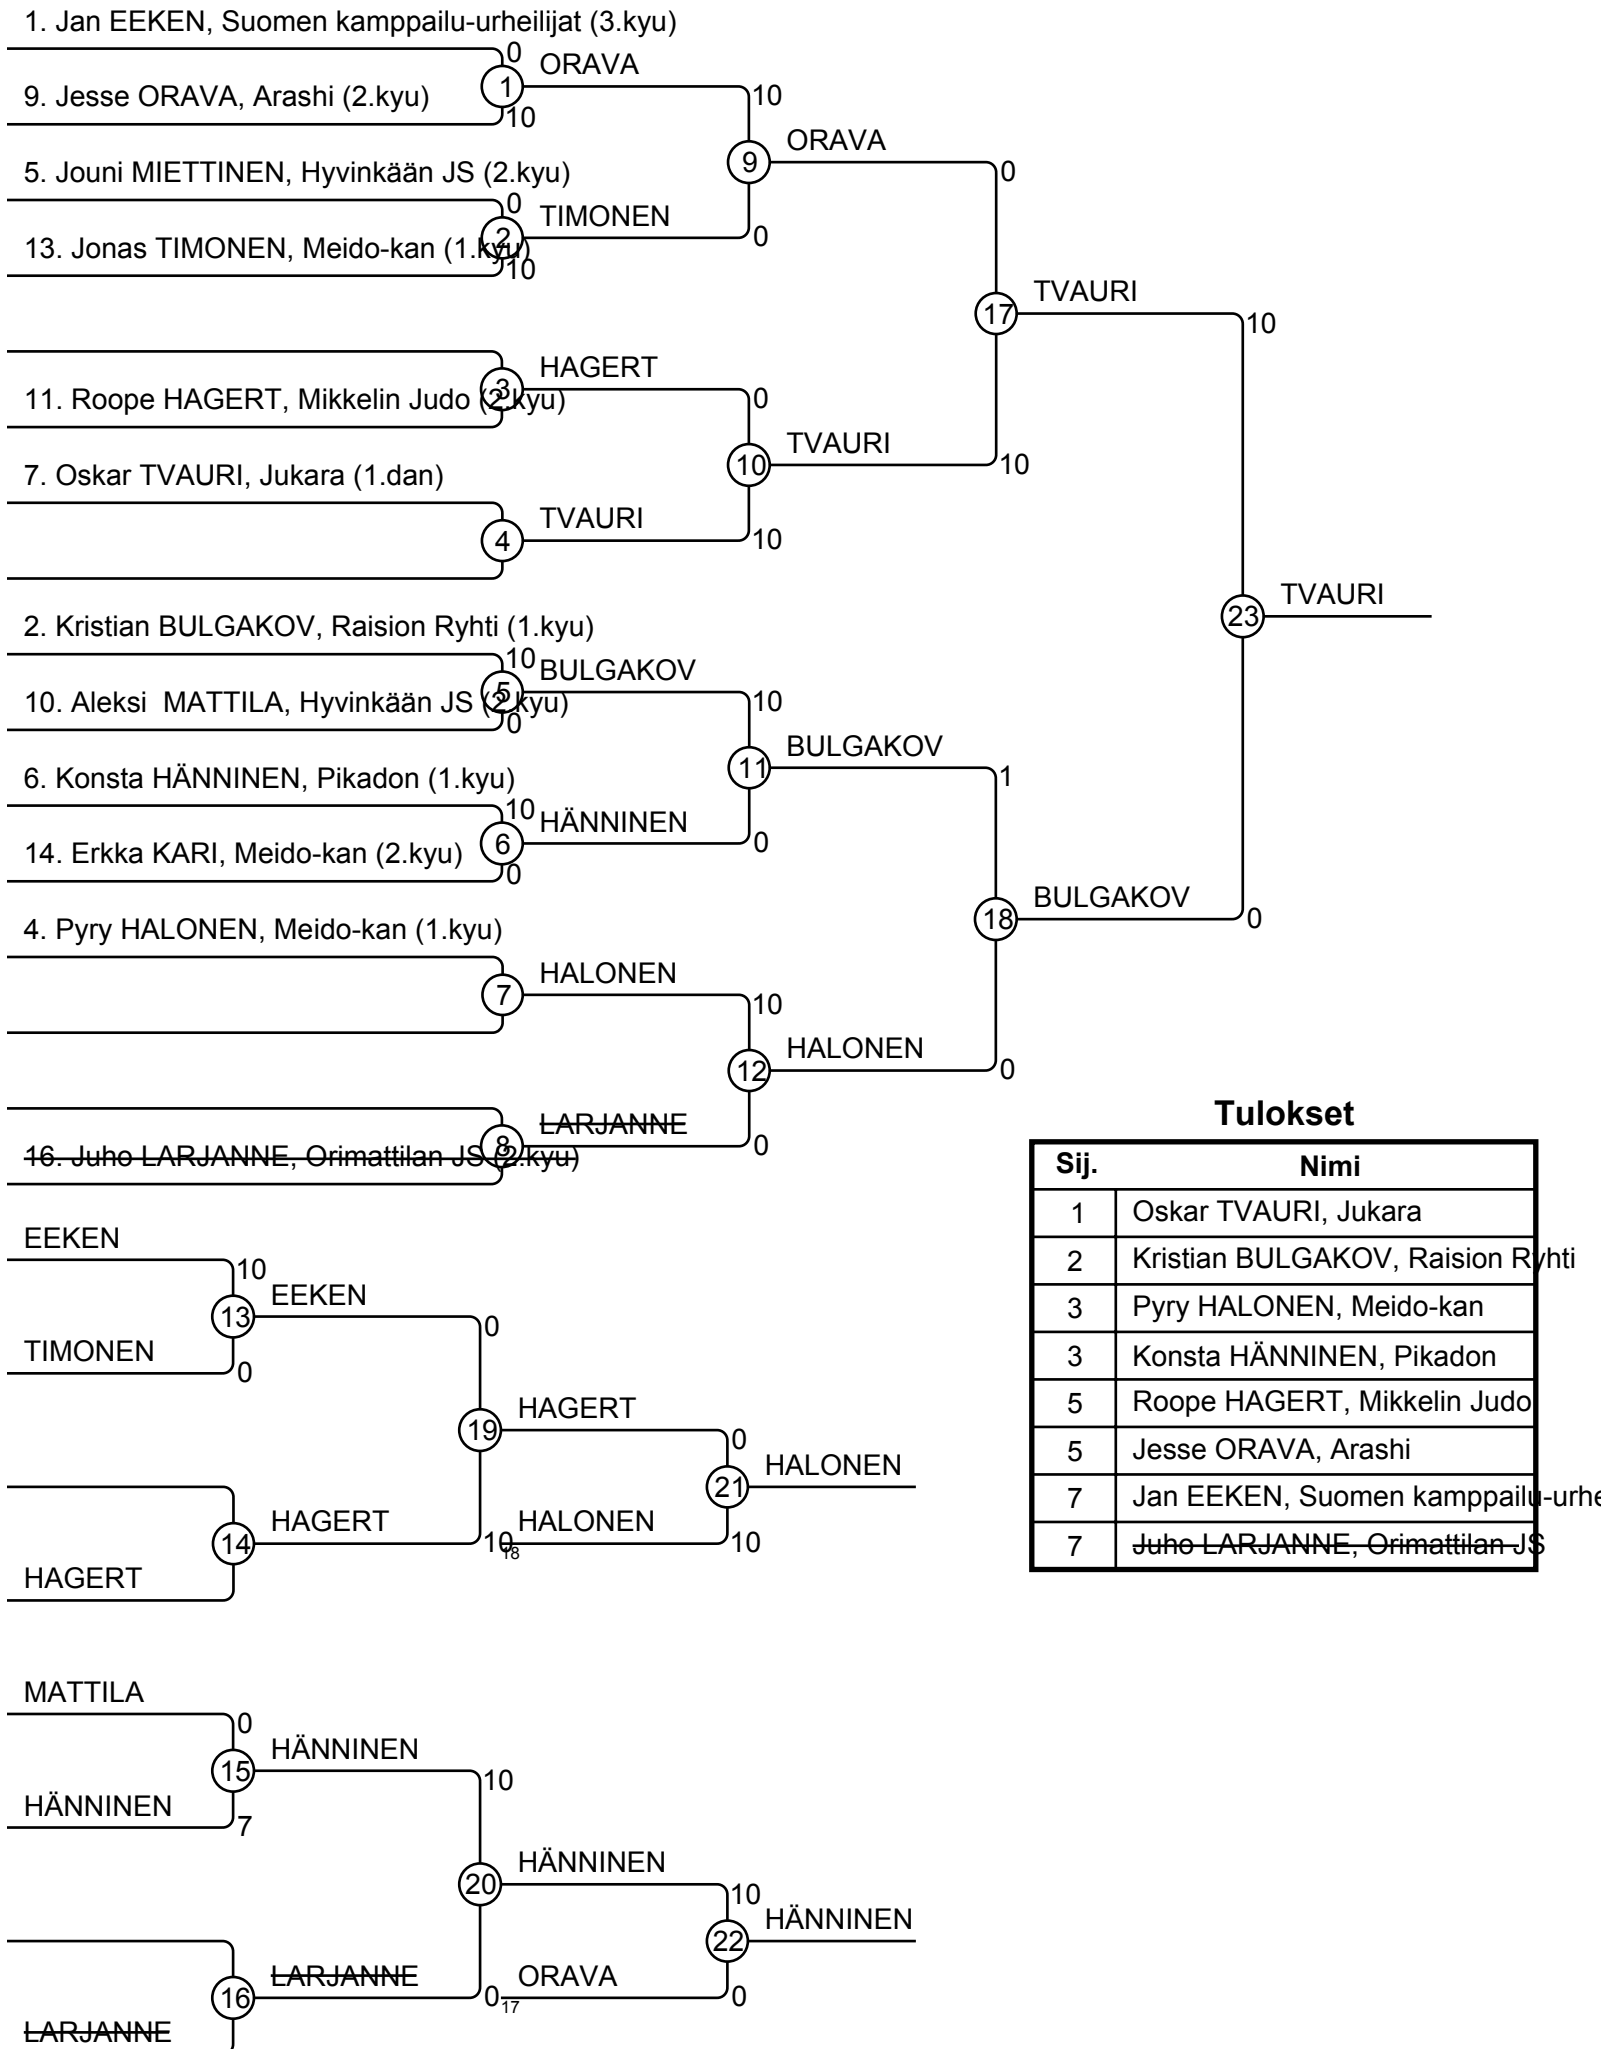 1. Jan EEKEN, Suomen kamppailu-urheilijat (3.kyu)
0
1
ORAVA
9. Jesse ORAVA, Arashi (2.kyu)
10
10
9
ORAVA
5. Jouni MIETTINEN, Hyvinkään JS (2.kyu)
0
2
TIMONEN
0
13. Jonas TIMONEN, Meido-kan (1.kyu)
10
0
17
TVAURI
10
3
HAGERT
11. Roope HAGERT, Mikkelin Judo (2.kyu)
0
10
TVAURI
10
7. Oskar TVAURI, Jukara (1.dan)
4
TVAURI
10
23
TVAURI
2. Kristian BULGAKOV, Raision Ryhti (1.kyu)
10
5
BULGAKOV
10. Aleksi  MATTILA, Hyvinkään JS (2.kyu)
0
10
11
BULGAKOV
1
6. Konsta HÄNNINEN, Pikadon (1.kyu)
10
6
HÄNNINEN
0
14. Erkka KARI, Meido-kan (2.kyu)
0
18
BULGAKOV
0
4. Pyry HALONEN, Meido-kan (1.kyu)
7
HALONEN
10
12
HALONEN
0
8
LARJANNE
0
16. Juho LARJANNE, Orimattilan JS (2.kyu)
EEKEN
10
13
EEKEN
0
TIMONEN
0
19
HAGERT
0
21
HALONEN
14
HAGERT
10
18
HALONEN
10
HAGERT
MATTILA
0
15
HÄNNINEN
10
HÄNNINEN
7
20
HÄNNINEN
10
22
HÄNNINEN
16
LARJANNE
0
17
ORAVA
0
LARJANNE
Tulokset
Sij. Nimi
1 Oskar TVAURI, Jukara
2 Kristian BULGAKOV, Raision Ryhti
3 Pyry HALONEN, Meido-kan
3 Konsta HÄNNINEN, Pikadon
5 Roope HAGERT, Mikkelin Judo
5 Jesse ORAVA, Arashi
7 Jan EEKEN, Suomen kamppailu-urhe
7 Juho LARJANNE, Orimattilan JS